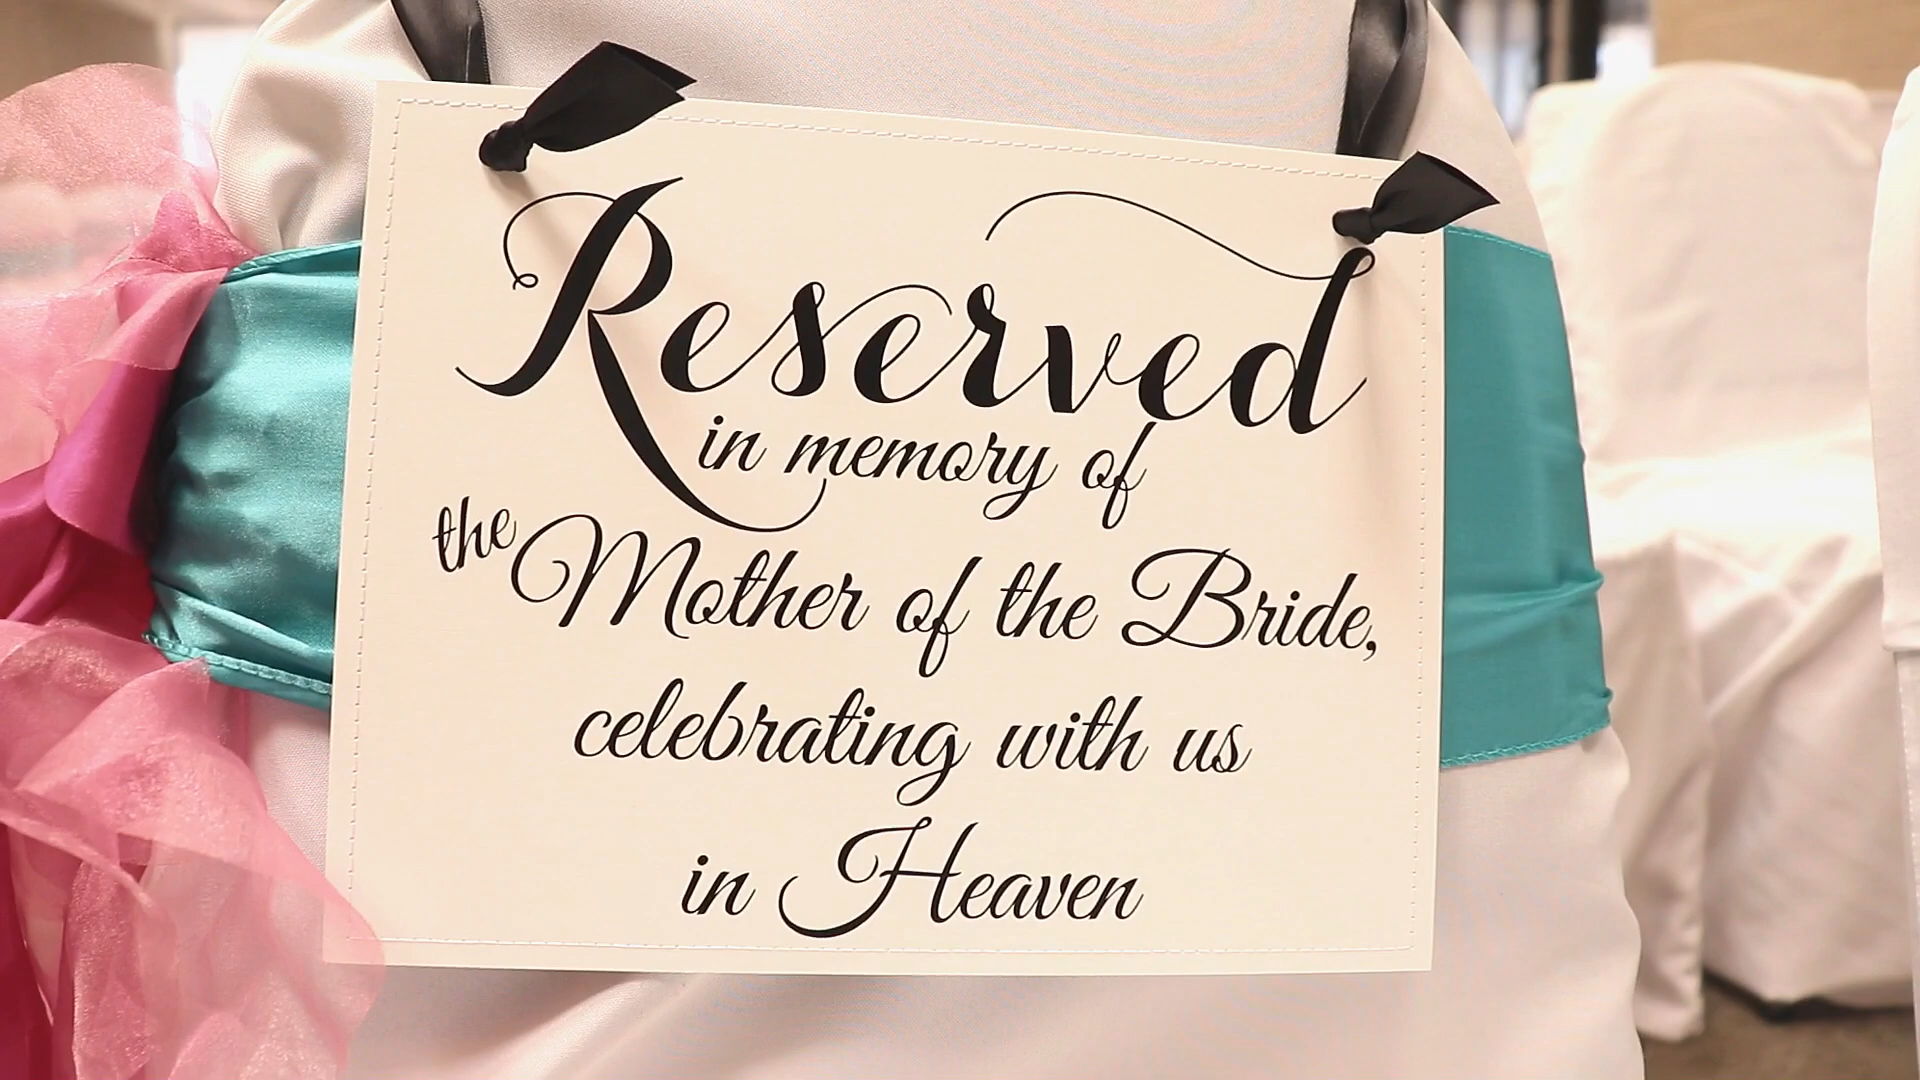 Reserved
in memory of
the Mother of the Bride,
celebrating with us
in Heaven